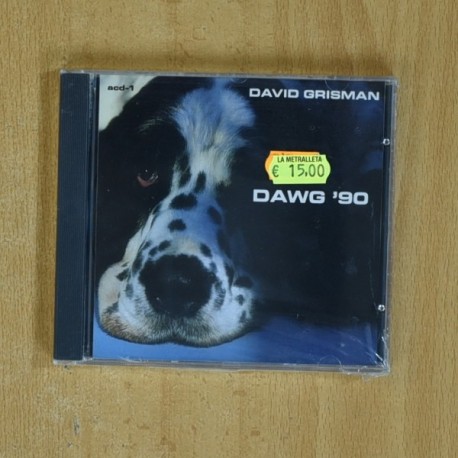 acd-1
DAVID GRISMAN
LA METRALLETA
€ 15,00
DAWG '90